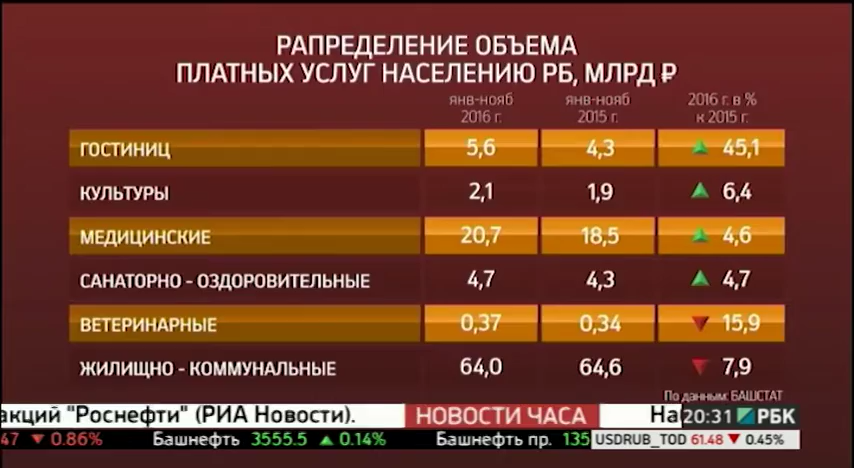 РАПРЕДЕЛЕНИЕ ОБЪЕМА
ПЛАТНЫХ УСЛУГ НАСЕЛЕНИЮ РБ, МЛРД ₽
янв-нояб 2016 г. янв-нояб 2015 г. 2016 г. в % к 2015 г.
ГОСТИНИЦ 5,6 4,3 ▲ 45,1
КУЛЬТУРЫ 2,1 1,9 ▲ 6,4
МЕДИЦИНСКИЕ 20,7 18,5 ▲ 4,6
САНАТОРНО - ОЗДОРОВИТЕЛЬНЫЕ 4,7 4,3 ▲ 4,7
ВЕТЕРИНАРНЫЕ 0,37 0,34 ▼ 15,9
ЖИЛИЩНО - КОММУНАЛЬНЫЕ 64,0 64,6 ▼ 7,9
По данным: БАШСТАТ
акций "Роснефти" (РИА Новости). НОВОСТИ ЧАСА На 20:31 РБК
47 ▼ 0.86% Башнефть 3555.5 ▲ 0.14% Башнефть пр. 135 USDRUB_TOD 61.48 ▼ 0.45%